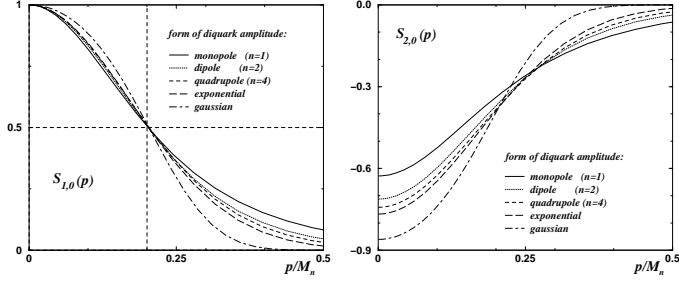 1
form of diquark amplitude:
monopole (n=1)
dipole (n=2)
quadrupole (n=4)
exponential
gaussian
0.5
S1,0(p)
0
0
0.25
0.5
p/Mn
−0.0
S2,0(p)
−0.3
−0.6
form of diquark amplitude:
monopole (n=1)
dipole (n=2)
quadrupole (n=4)
exponential
gaussian
−0.9
0
0.25
0.5
p/Mn